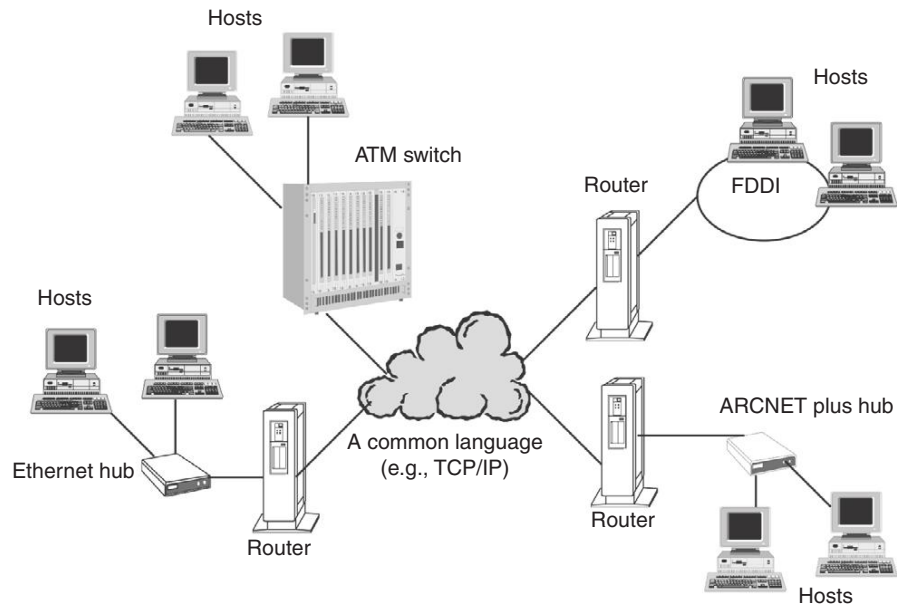 Hosts
Hosts
ATM switch
Router
FDDI
Hosts
ARCNET plus hub
A common language
(e.g., TCP/IP)
Ethernet hub
Router
Router
Hosts